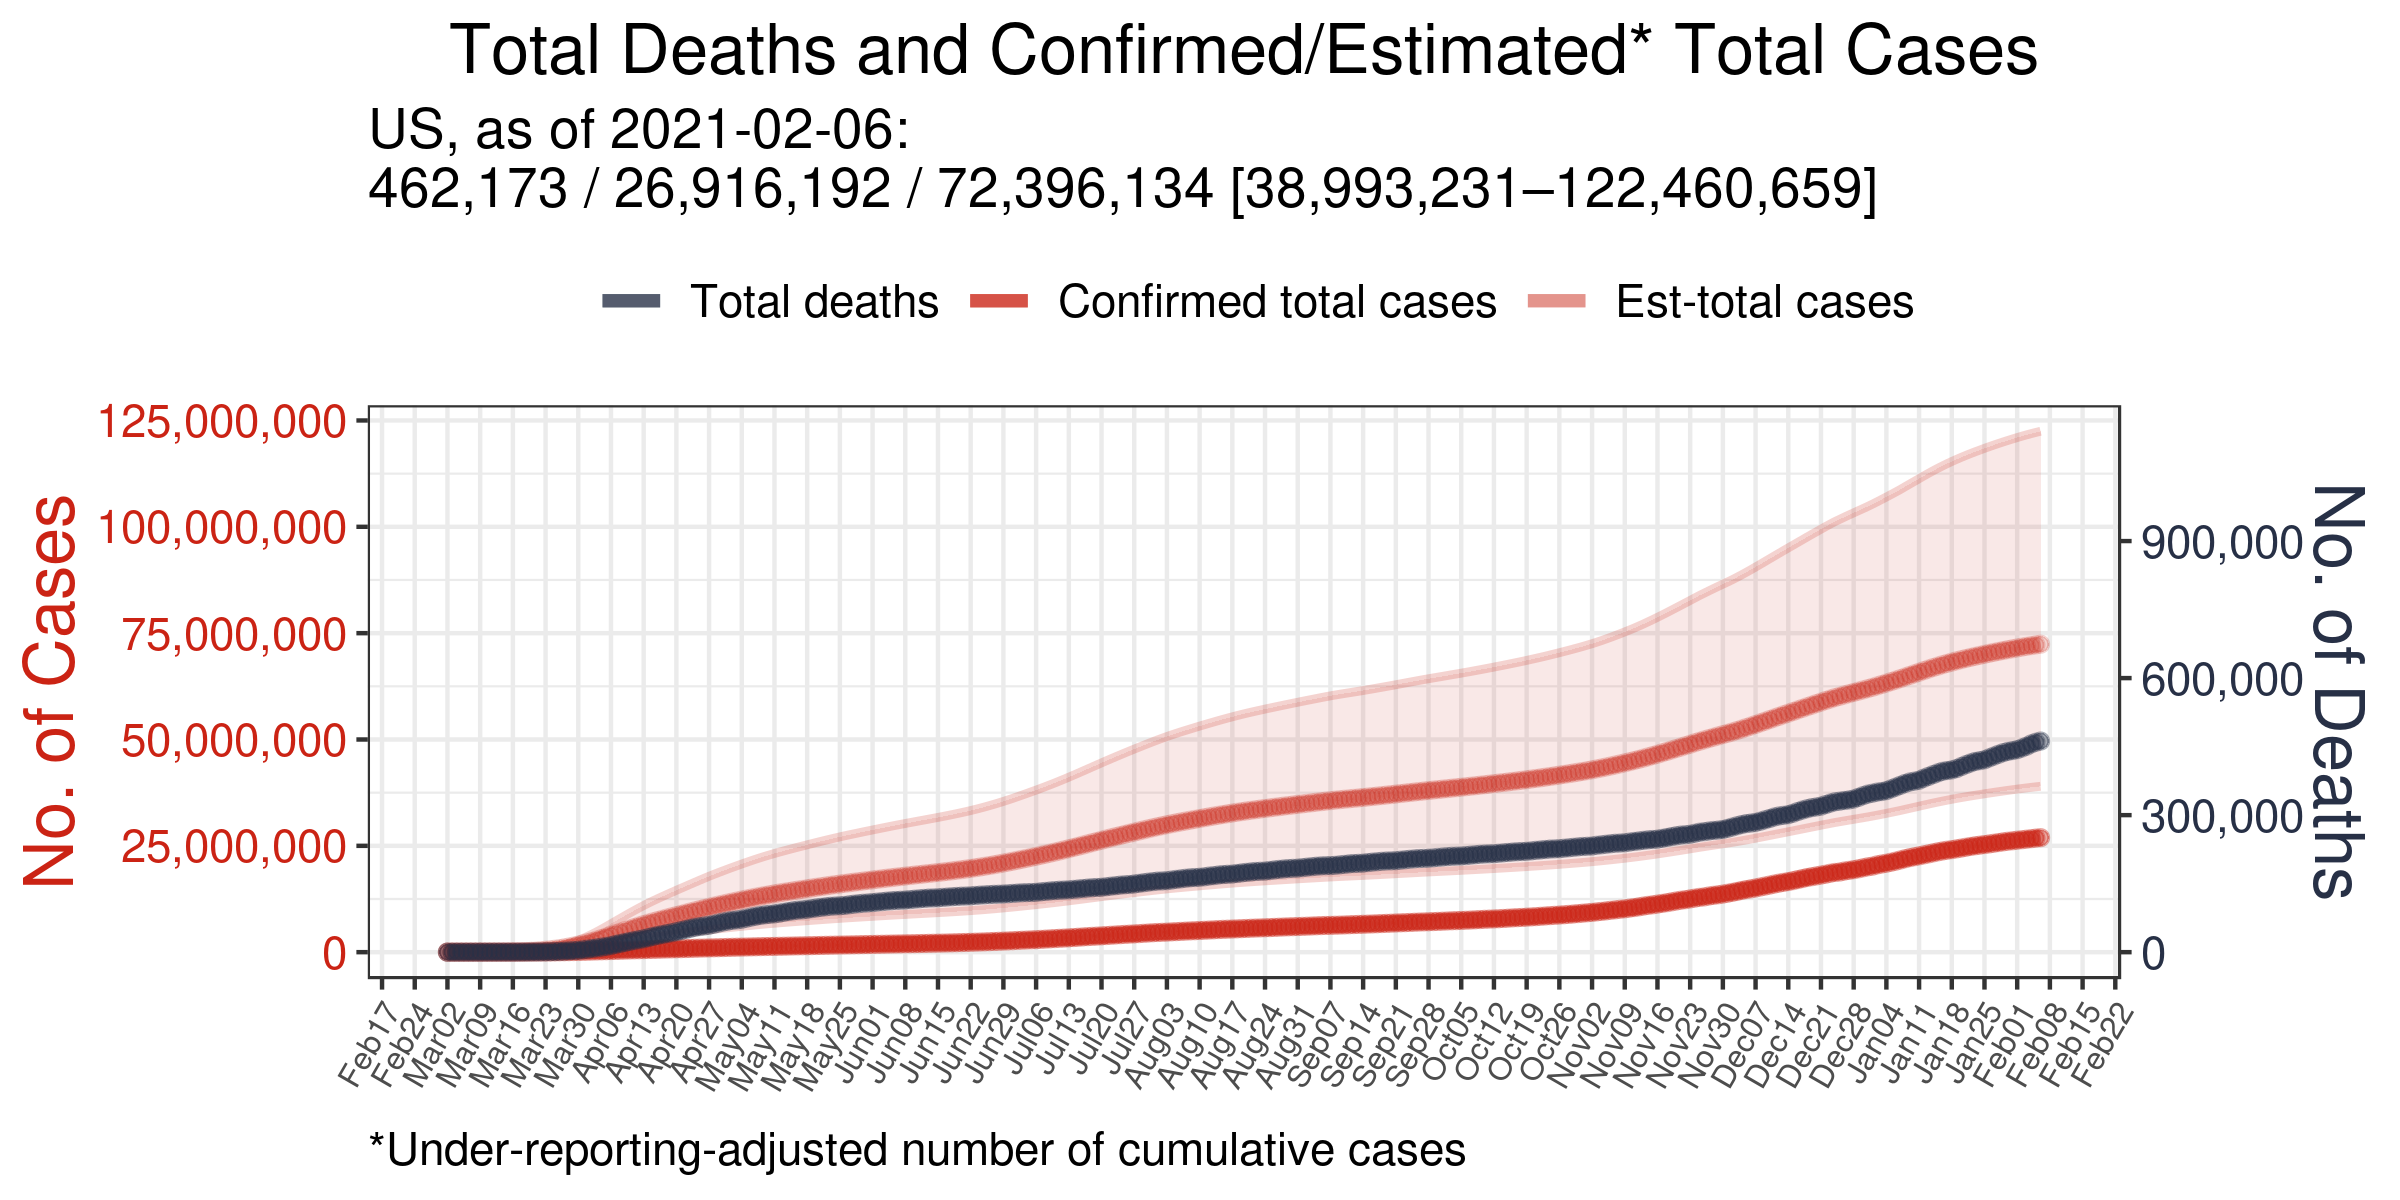 Total Deaths and Confirmed/Estimated* Total Cases
US, as of 2021-02-06:
462,173 / 26,916,192 / 72,396,134 [38,993,231–122,460,659]
Total deaths
Confirmed total cases
Est-total cases
No. of Cases
125,000,000
100,000,000
75,000,000
50,000,000
25,000,000
0
900,000
600,000
300,000
0
No. of Deaths
Feb17
Feb24
Mar02
Mar09
Mar16
Mar23
Mar30
Apr06
Apr13
Apr20
Apr27
May04
May11
May18
May25
Jun01
Jun08
Jun15
Jun22
Jun29
Jul06
Jul13
Jul20
Jul27
Aug03
Aug10
Aug17
Aug24
Aug31
Sep07
Sep14
Sep21
Sep28
Oct05
Oct12
Oct19
Oct26
Nov02
Nov09
Nov16
Nov23
Nov30
Dec07
Dec14
Dec21
Dec28
Jan04
Jan11
Jan18
Jan25
Feb01
Feb08
Feb15
Feb22
*Under-reporting-adjusted number of cumulative cases